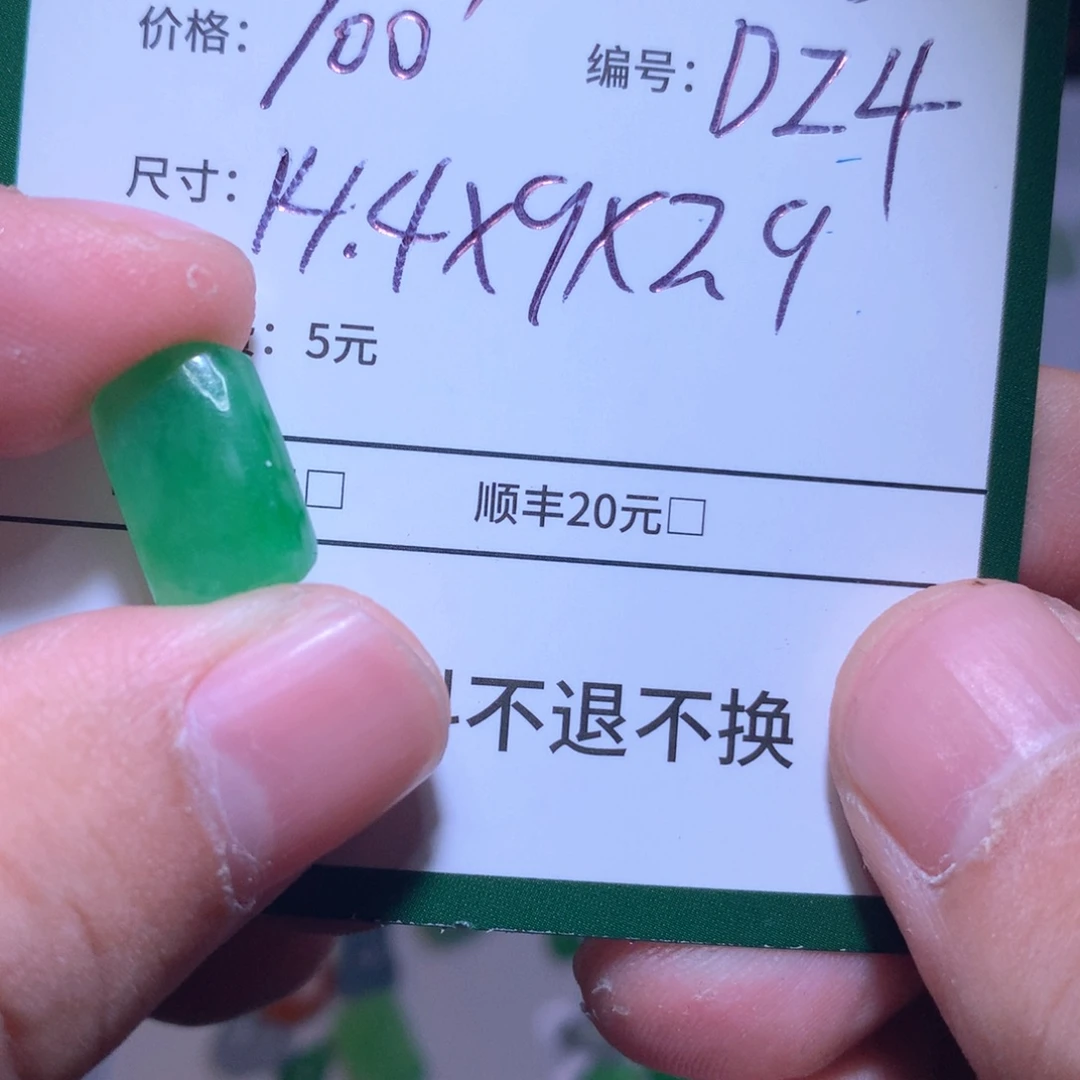 价格：100
编号：DZ4
尺寸：14.4x9x2 9
：5元
□ 顺丰20元□
不退不换